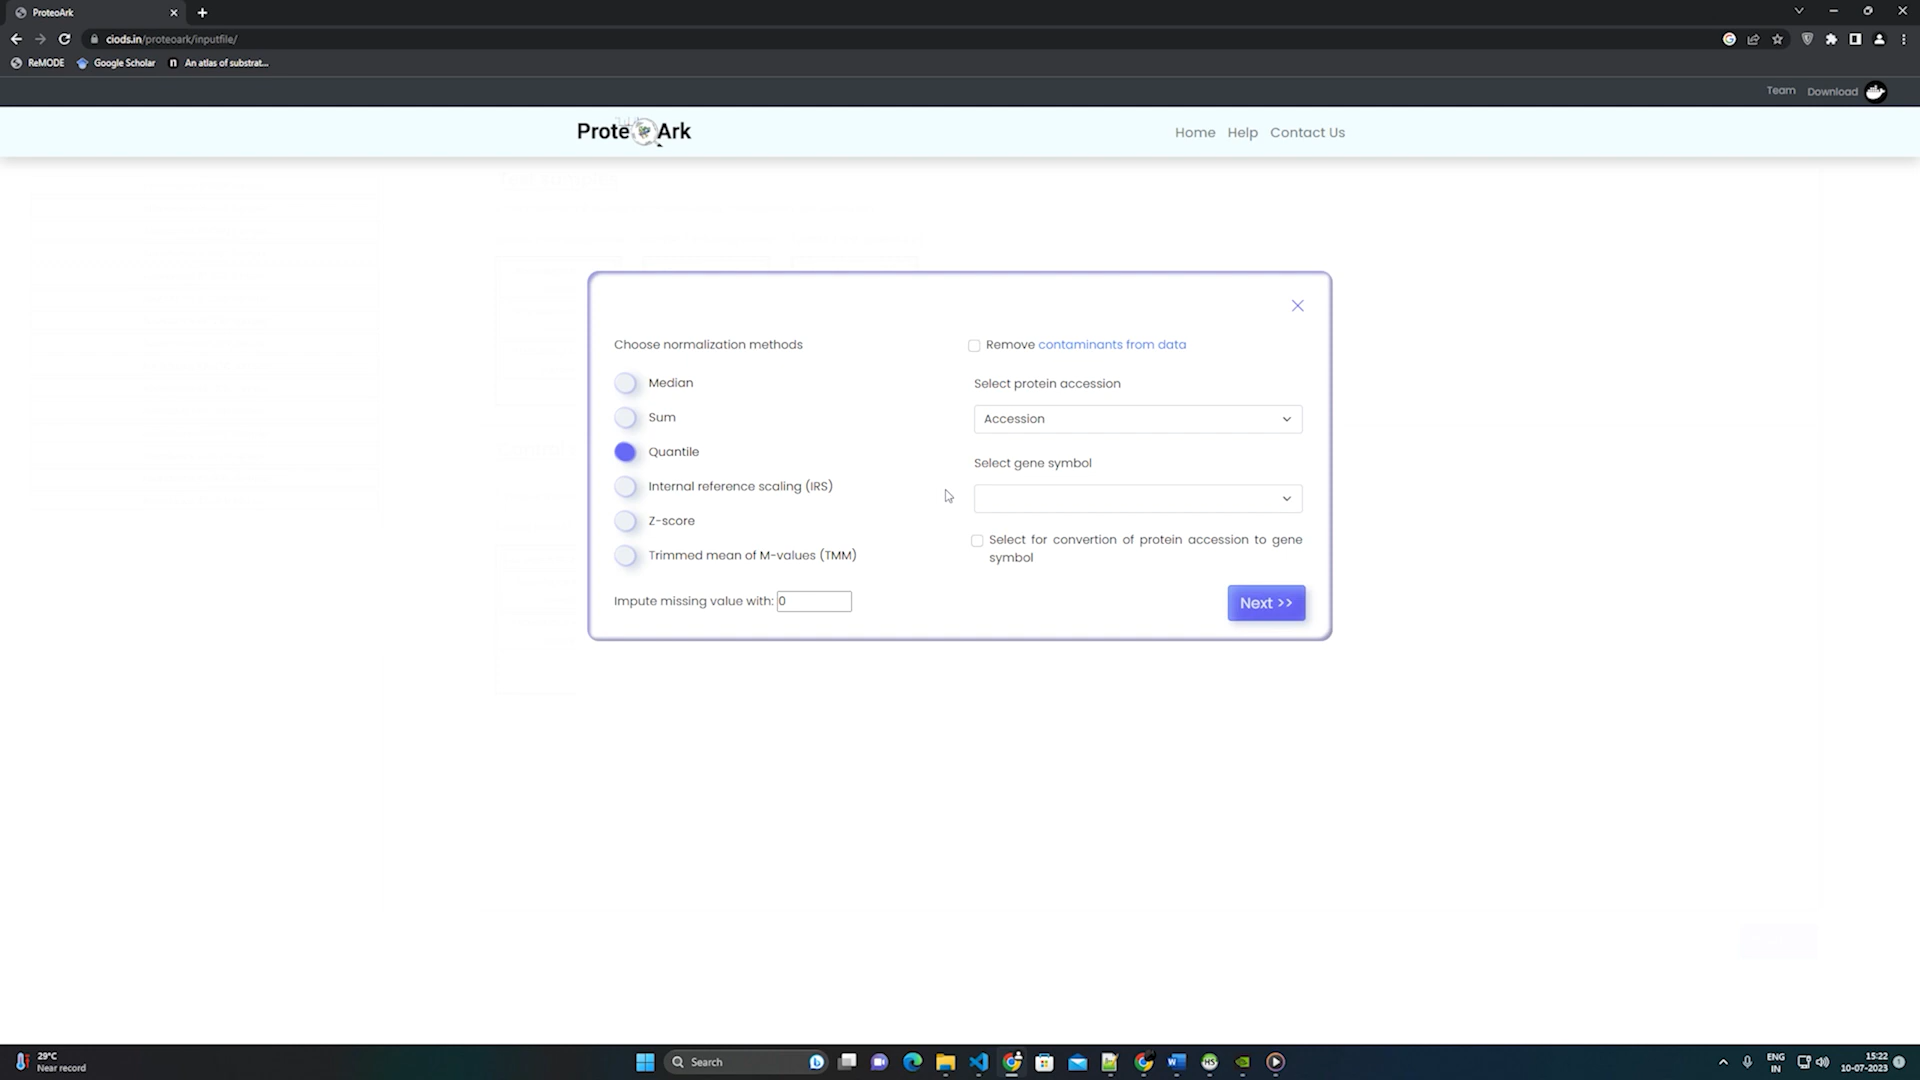 ProteoArk
ciods.in/proteoark/inputfile/
ReMODE
Google Scholar
An atlas of substrat...
Team
Download
Prote Ark
Home
Help
Contact Us
Choose normalization methods
Median
Sum
Quantile
Internal reference scaling (IRS)
Z-score
Trimmed mean of M-values (TMM)
Impute missing value with: 0
Remove contaminants from data
Select protein accession
Accession
Select gene symbol
Select for convertion of protein accession to gene
symbol
Next >>
29°C
Near record
Search
ENG
IN
15:22
10-07-2023